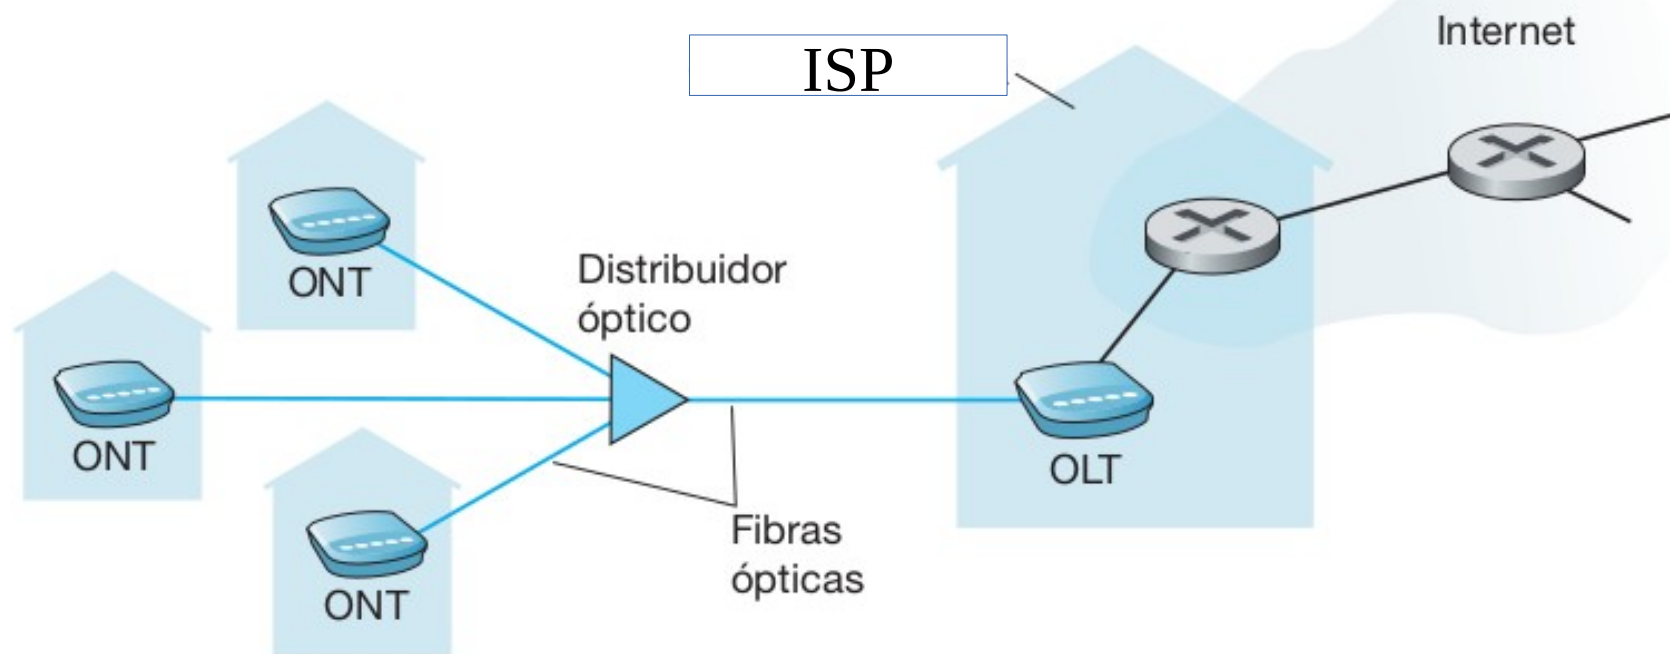 Internet
ISP
ONT
Distribuidor
óptico
ONT
OLT
Fibras
ópticas
ONT